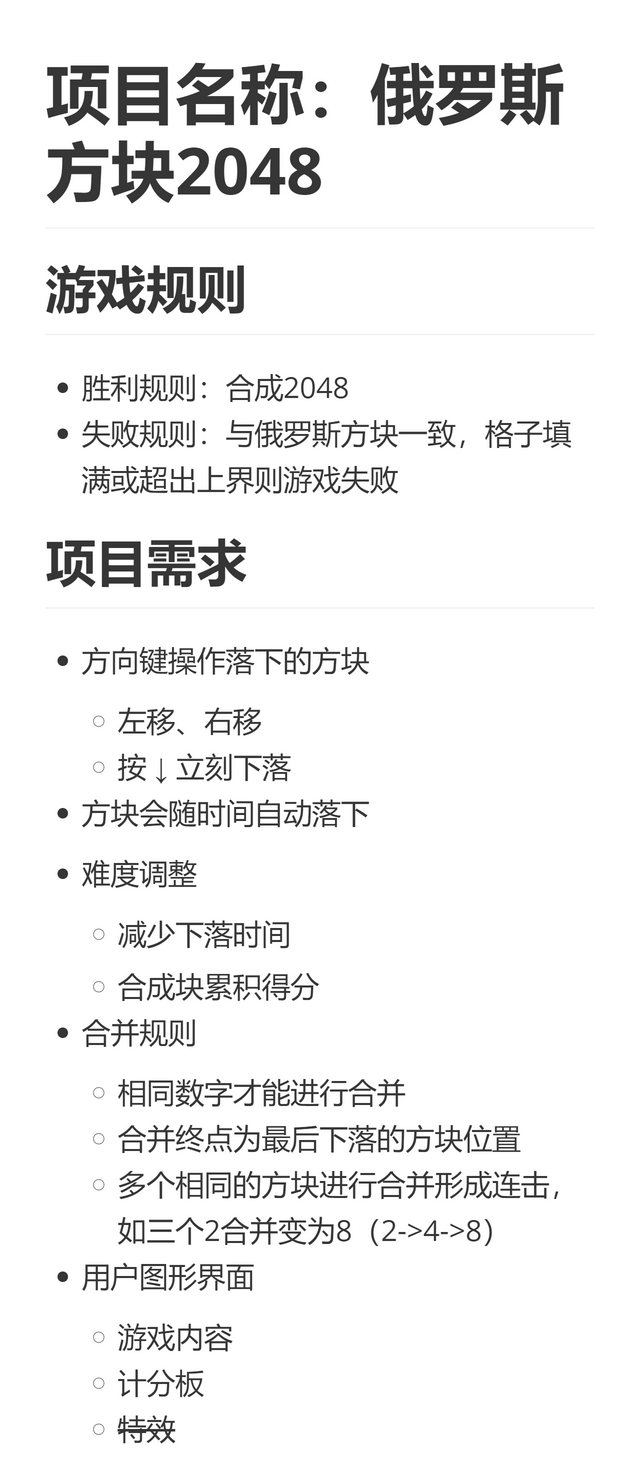 项目名称：俄罗斯
方块2048
游戏规则
胜利规则：合成2048
失败规则：与俄罗斯方块一致，格子填
满或超出上界则游戏失败
项目需求
方向键操作落下的方块
左移、右移
按↓立刻下落
方块会随时间自动落下
难度调整
减少下落时间
合成块累积得分
合并规则
相同数字才能进行合并
合并终点为最后下落的方块位置
多个相同的方块进行合并形成连击，
如三个2合并变为8（2->4->8）
用户图形界面
游戏内容
计分板
特效